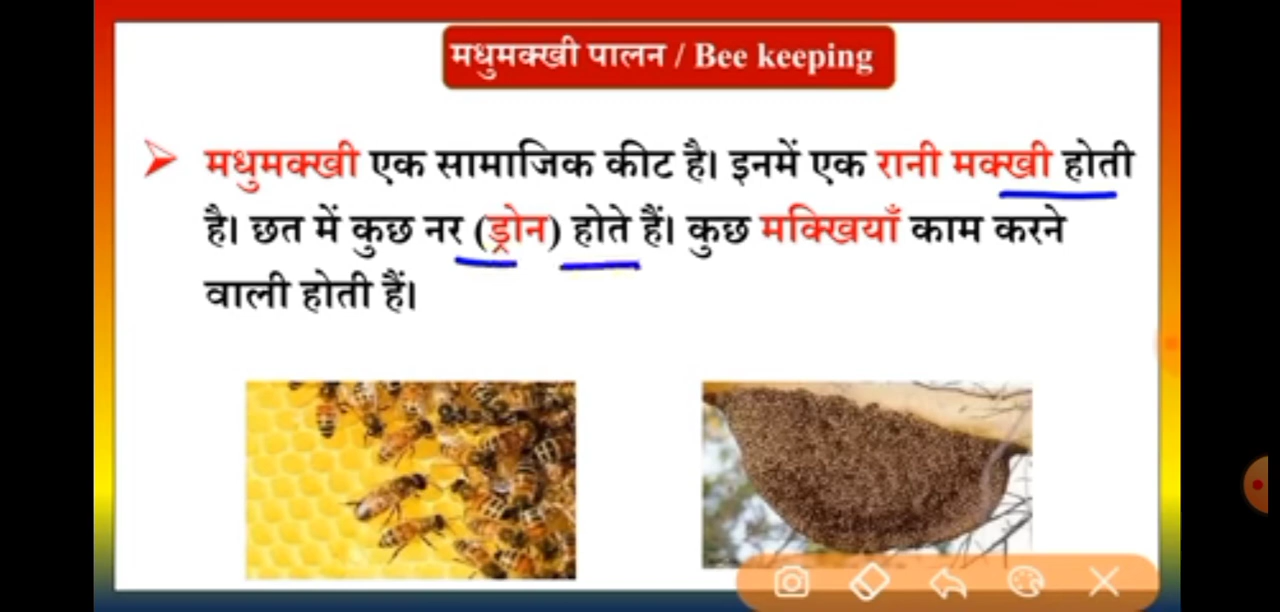 मधुमक्खी पालन / Bee keeping
मधुमक्खी एक सामाजिक कीट है। इनमें एक रानी मक्खी होती
है। छत में कुछ नर (ड्रोन) होते हैं। कुछ मक्खियाँ काम करने
वाली होती हैं।